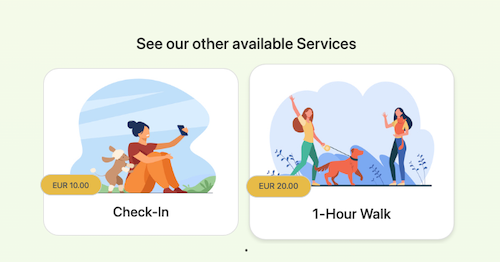 See our other available Services
EUR 10.00
Check-In
EUR 20.00
1-Hour Walk